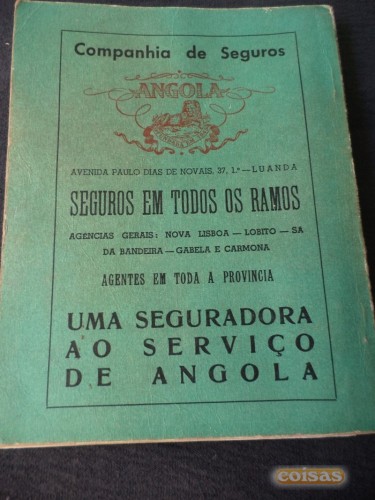 Companhia de Seguros
ANGOLA
AVENIDA PAULO DIAS DE NOVAIS, 37, 1.º — LUANDA
SEGUROS EM TODOS OS RAMOS
AGÊNCIAS GERAIS: NOVA LISBOA — LOBITO — SA
DA BANDEIRA — GABELA E CARMONA
AGENTES EM TODA A PROVINCIA
UMA SEGURADORA
AO SERVIÇO
DE ANGOLA
coisas